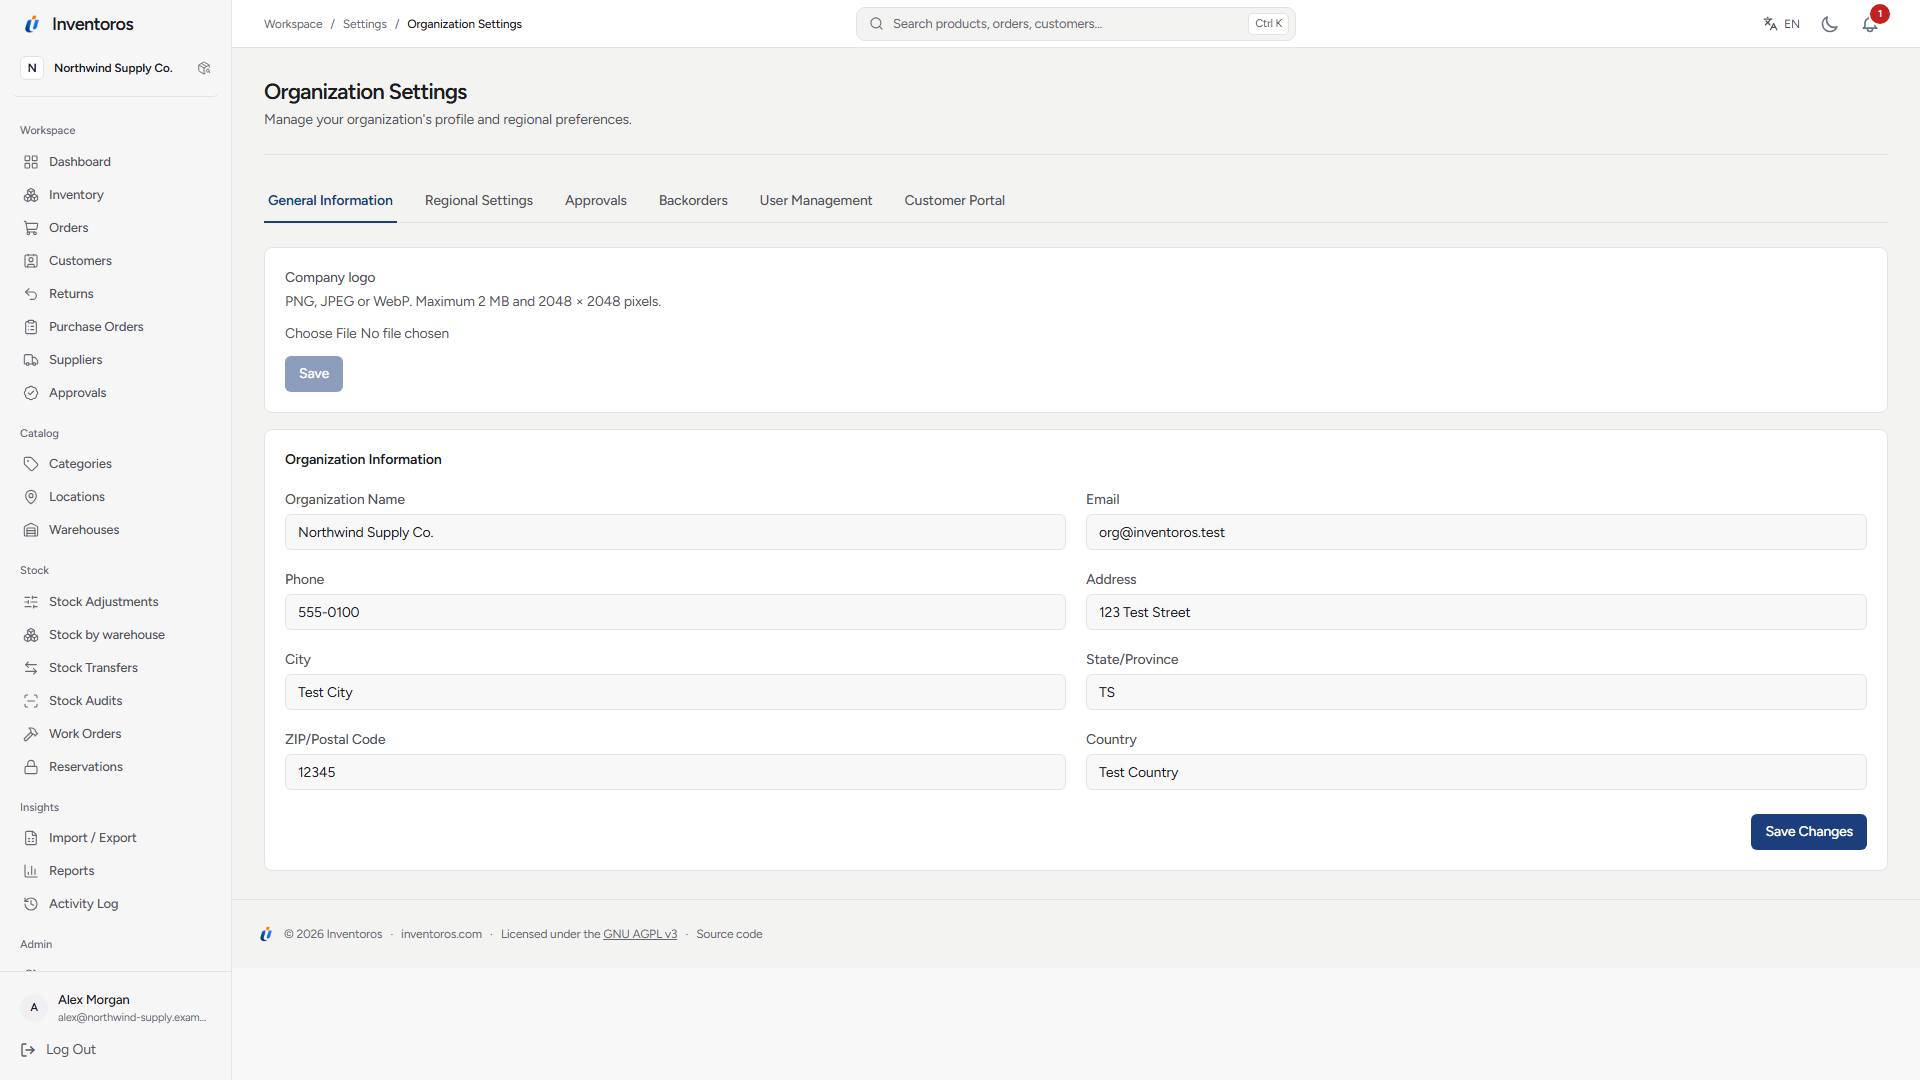 Inventoros
N Northwind Supply Co.
Workspace
Dashboard
Inventory
Orders
Customers
Returns
Purchase Orders
Suppliers
Approvals
Catalog
Categories
Locations
Warehouses
Stock
Stock Adjustments
Stock by warehouse
Stock Transfers
Stock Audits
Work Orders
Reservations
Insights
Import / Export
Reports
Activity Log
Admin
A
Alex Morgan
alex@northwind-supply.exam...
Log Out
Workspace / Settings / Organization Settings
Search products, orders, customers... Ctrl K
EN
1
Organization Settings
Manage your organization's profile and regional preferences.
General Information Regional Settings Approvals Backorders User Management Customer Portal
Company logo
PNG, JPEG or WebP. Maximum 2 MB and 2048 × 2048 pixels.
Choose File No file chosen
Save
Organization Information
Organization Name Email
Northwind Supply Co. org@inventoros.test
Phone Address
555-0100 123 Test Street
City State/Province
Test City TS
ZIP/Postal Code Country
12345 Test Country
Save Changes
© 2026 Inventoros · inventoros.com · Licensed under the GNU AGPL v3 · Source code